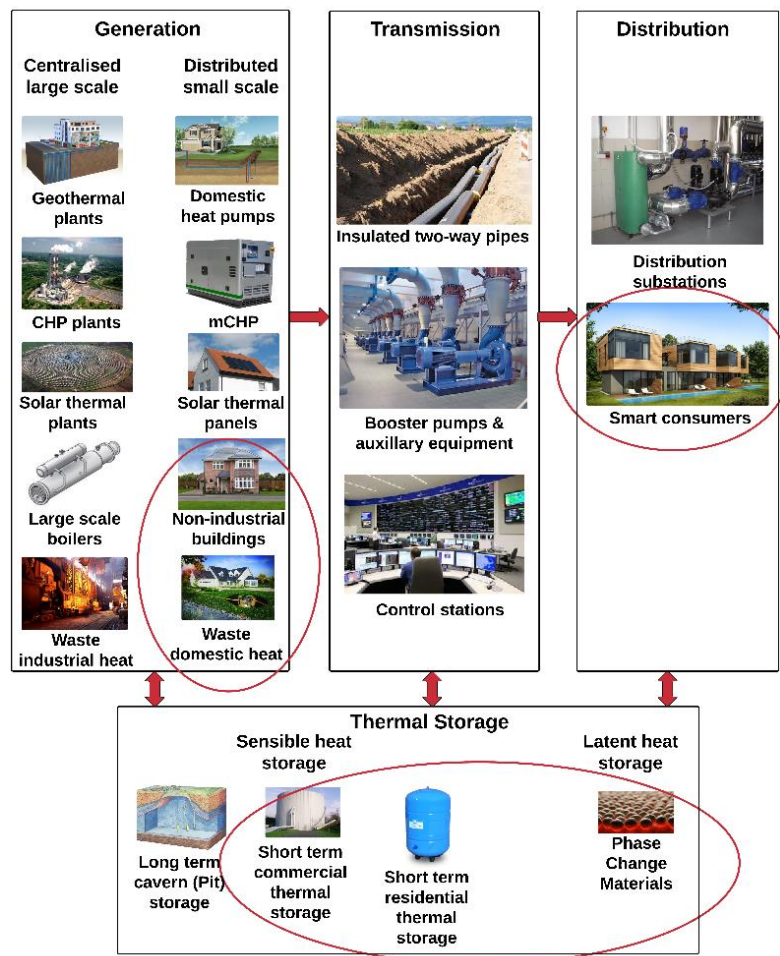 Generation
Centralised
large scale
Distributed
small scale
Geothermal
plants
Domestic
heat pumps
CHP plants
mCHP
Solar thermal
plants
Solar thermal
panels
Large scale
boilers
Non-industrial
buildings
Waste
industrial heat
Waste
domestic heat
Transmission
Insulated two-way pipes
Booster pumps &
auxillary equipment
Control stations
Distribution
Distribution
substations
Smart consumers
Thermal Storage
Sensible heat
storage
Latent heat
storage
Long term
cavern (Pit)
storage
Short term
commercial
thermal
storage
Short term
residential
thermal
storage
Phase
Change
Materials